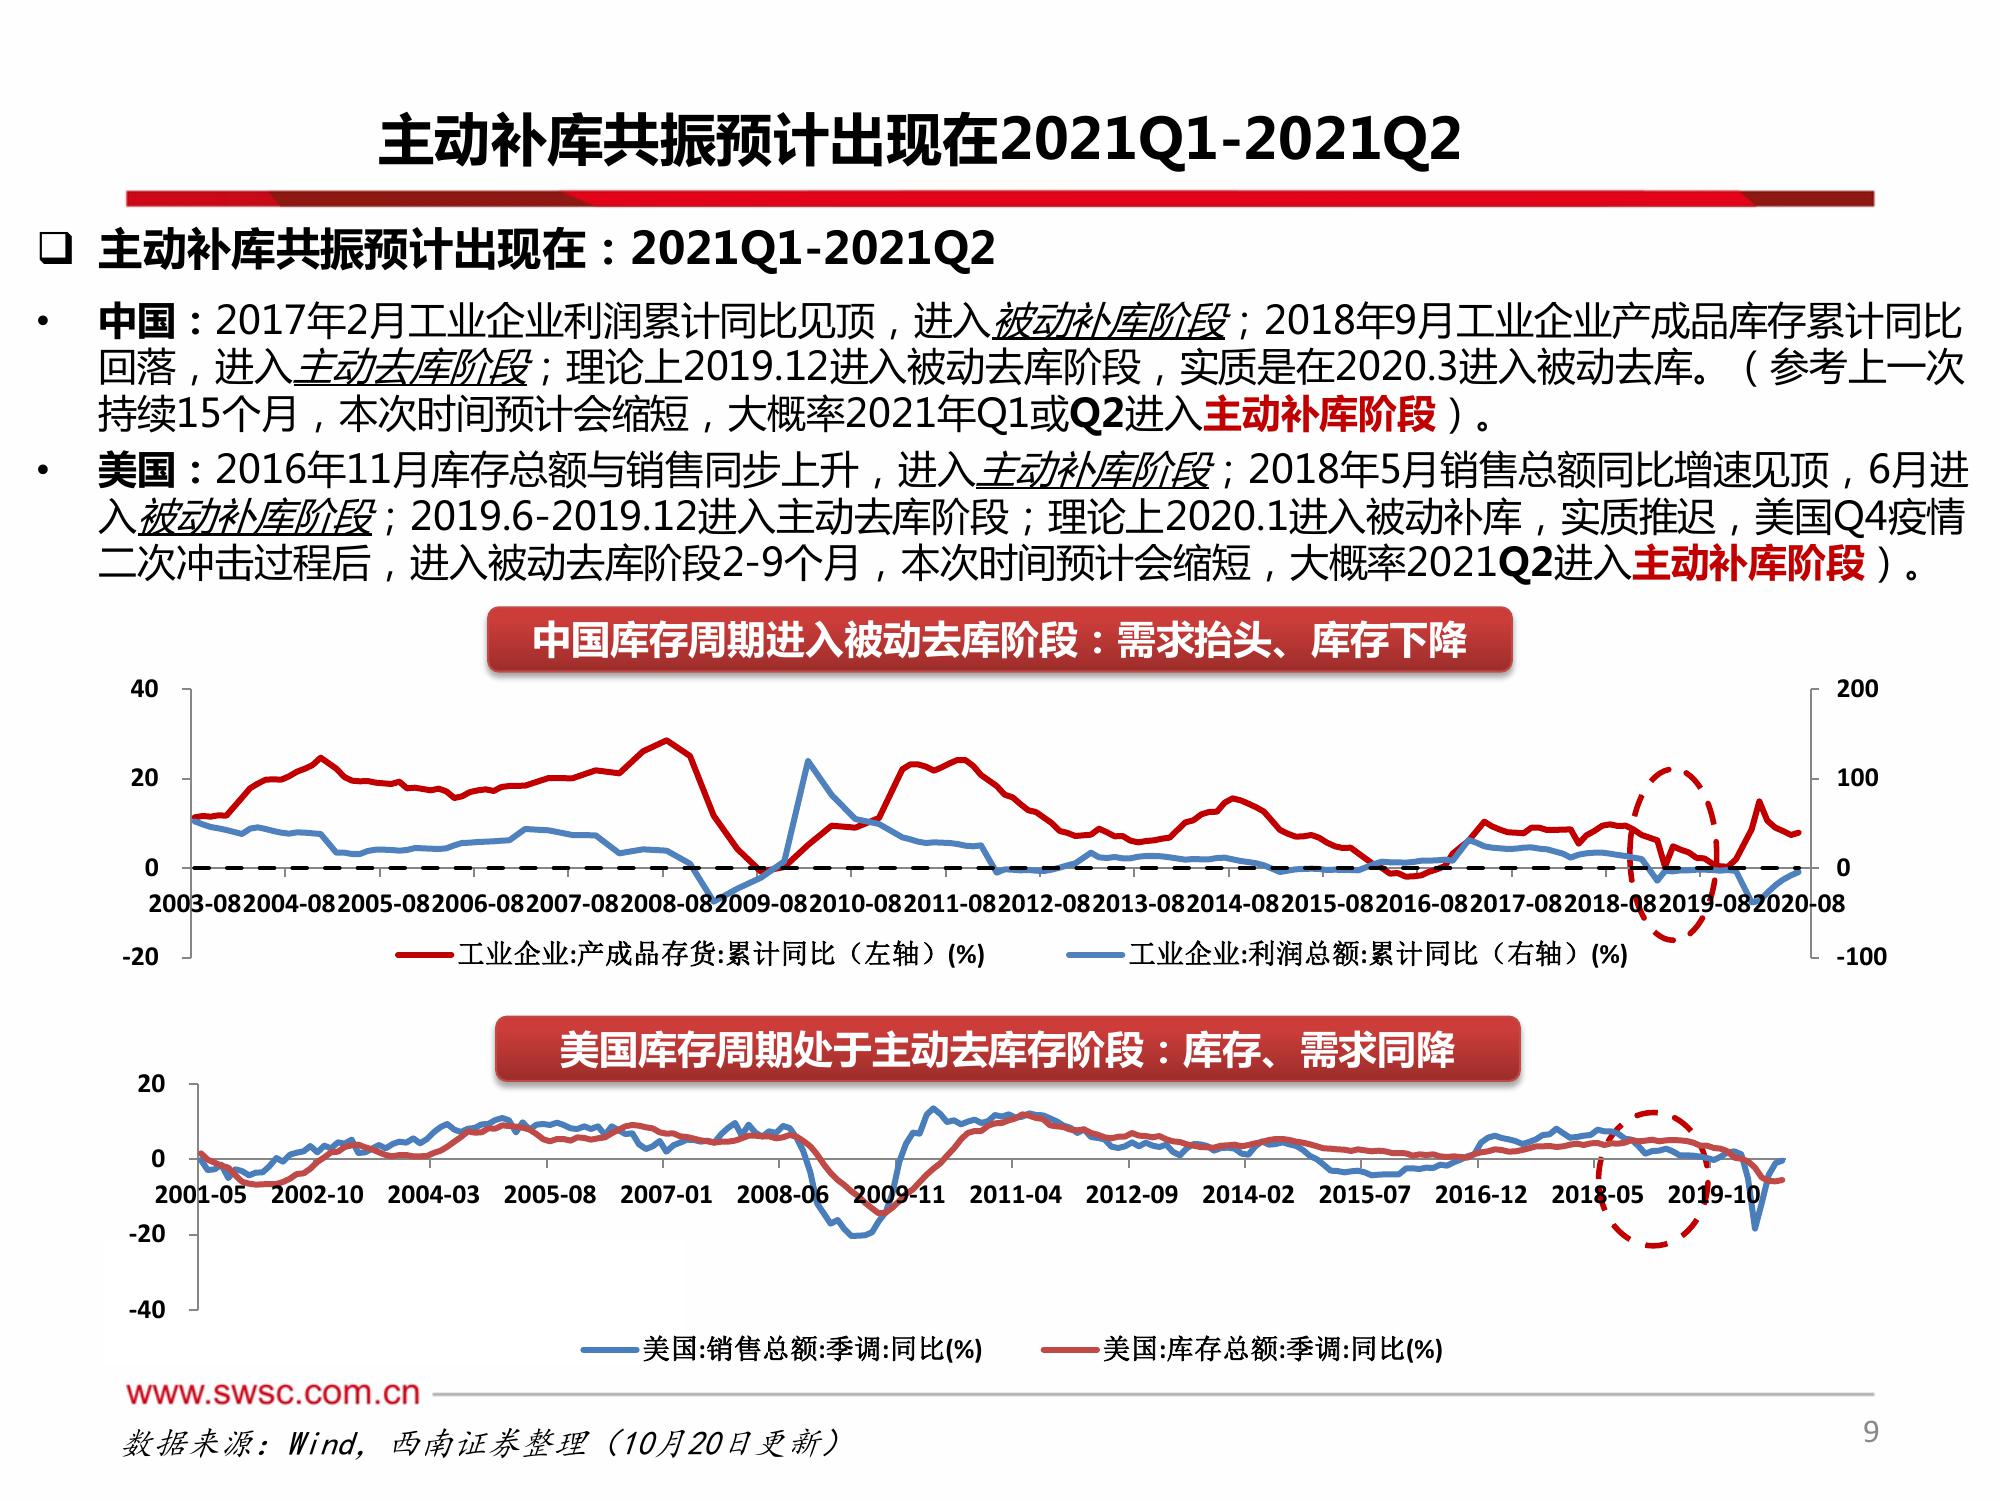 主动补库共振预计出现在2021Q1-2021Q2
❑ 主动补库共振预计出现在：2021Q1-2021Q2
• 中国：2017年2月工业企业利润累计同比见顶，进入被动补库阶段；2018年9月工业企业产成品库存累计同比
回落，进入主动去库阶段；理论上2019.12进入被动去库阶段，实质是在2020.3进入被动去库。（参考上一次
持续15个月，本次时间预计会缩短，大概率2021年Q1或Q2进入主动补库阶段）。
• 美国：2016年11月库存总额与销售同步上升，进入主动补库阶段；2018年5月销售总额同比增速见顶，6月进
入被动补库阶段；2019.6-2019.12进入主动去库阶段；理论上2020.1进入被动补库，实质推迟，美国Q4疫情
二次冲击过程后，进入被动去库阶段2-9个月，本次时间预计会缩短，大概率2021Q2进入主动补库阶段）。
中国库存周期进入被动去库阶段：需求抬头、库存下降
40 200
20 100
0 0
2003-08 2004-08 2005-08 2006-08 2007-08 2008-08 2009-08 2010-08 2011-08 2012-08 2013-08 2014-08 2015-08 2016-08 2017-08 2018-08 2019-08 2020-08
-20 工业企业:产成品存货:累计同比（左轴）(%) 工业企业:利润总额:累计同比（右轴）(%) -100
美国库存周期处于主动去库存阶段：库存、需求同降
20
0
2001-05 2002-10 2004-03 2005-08 2007-01 2008-06 2009-11 2011-04 2012-09 2014-02 2015-07 2016-12 2018-05 2019-10
-20
-40
美国:销售总额:季调:同比(%) 美国:库存总额:季调:同比(%)
www.swsc.com.cn
数据来源：Wind，西南证券整理（10月20日更新）
9